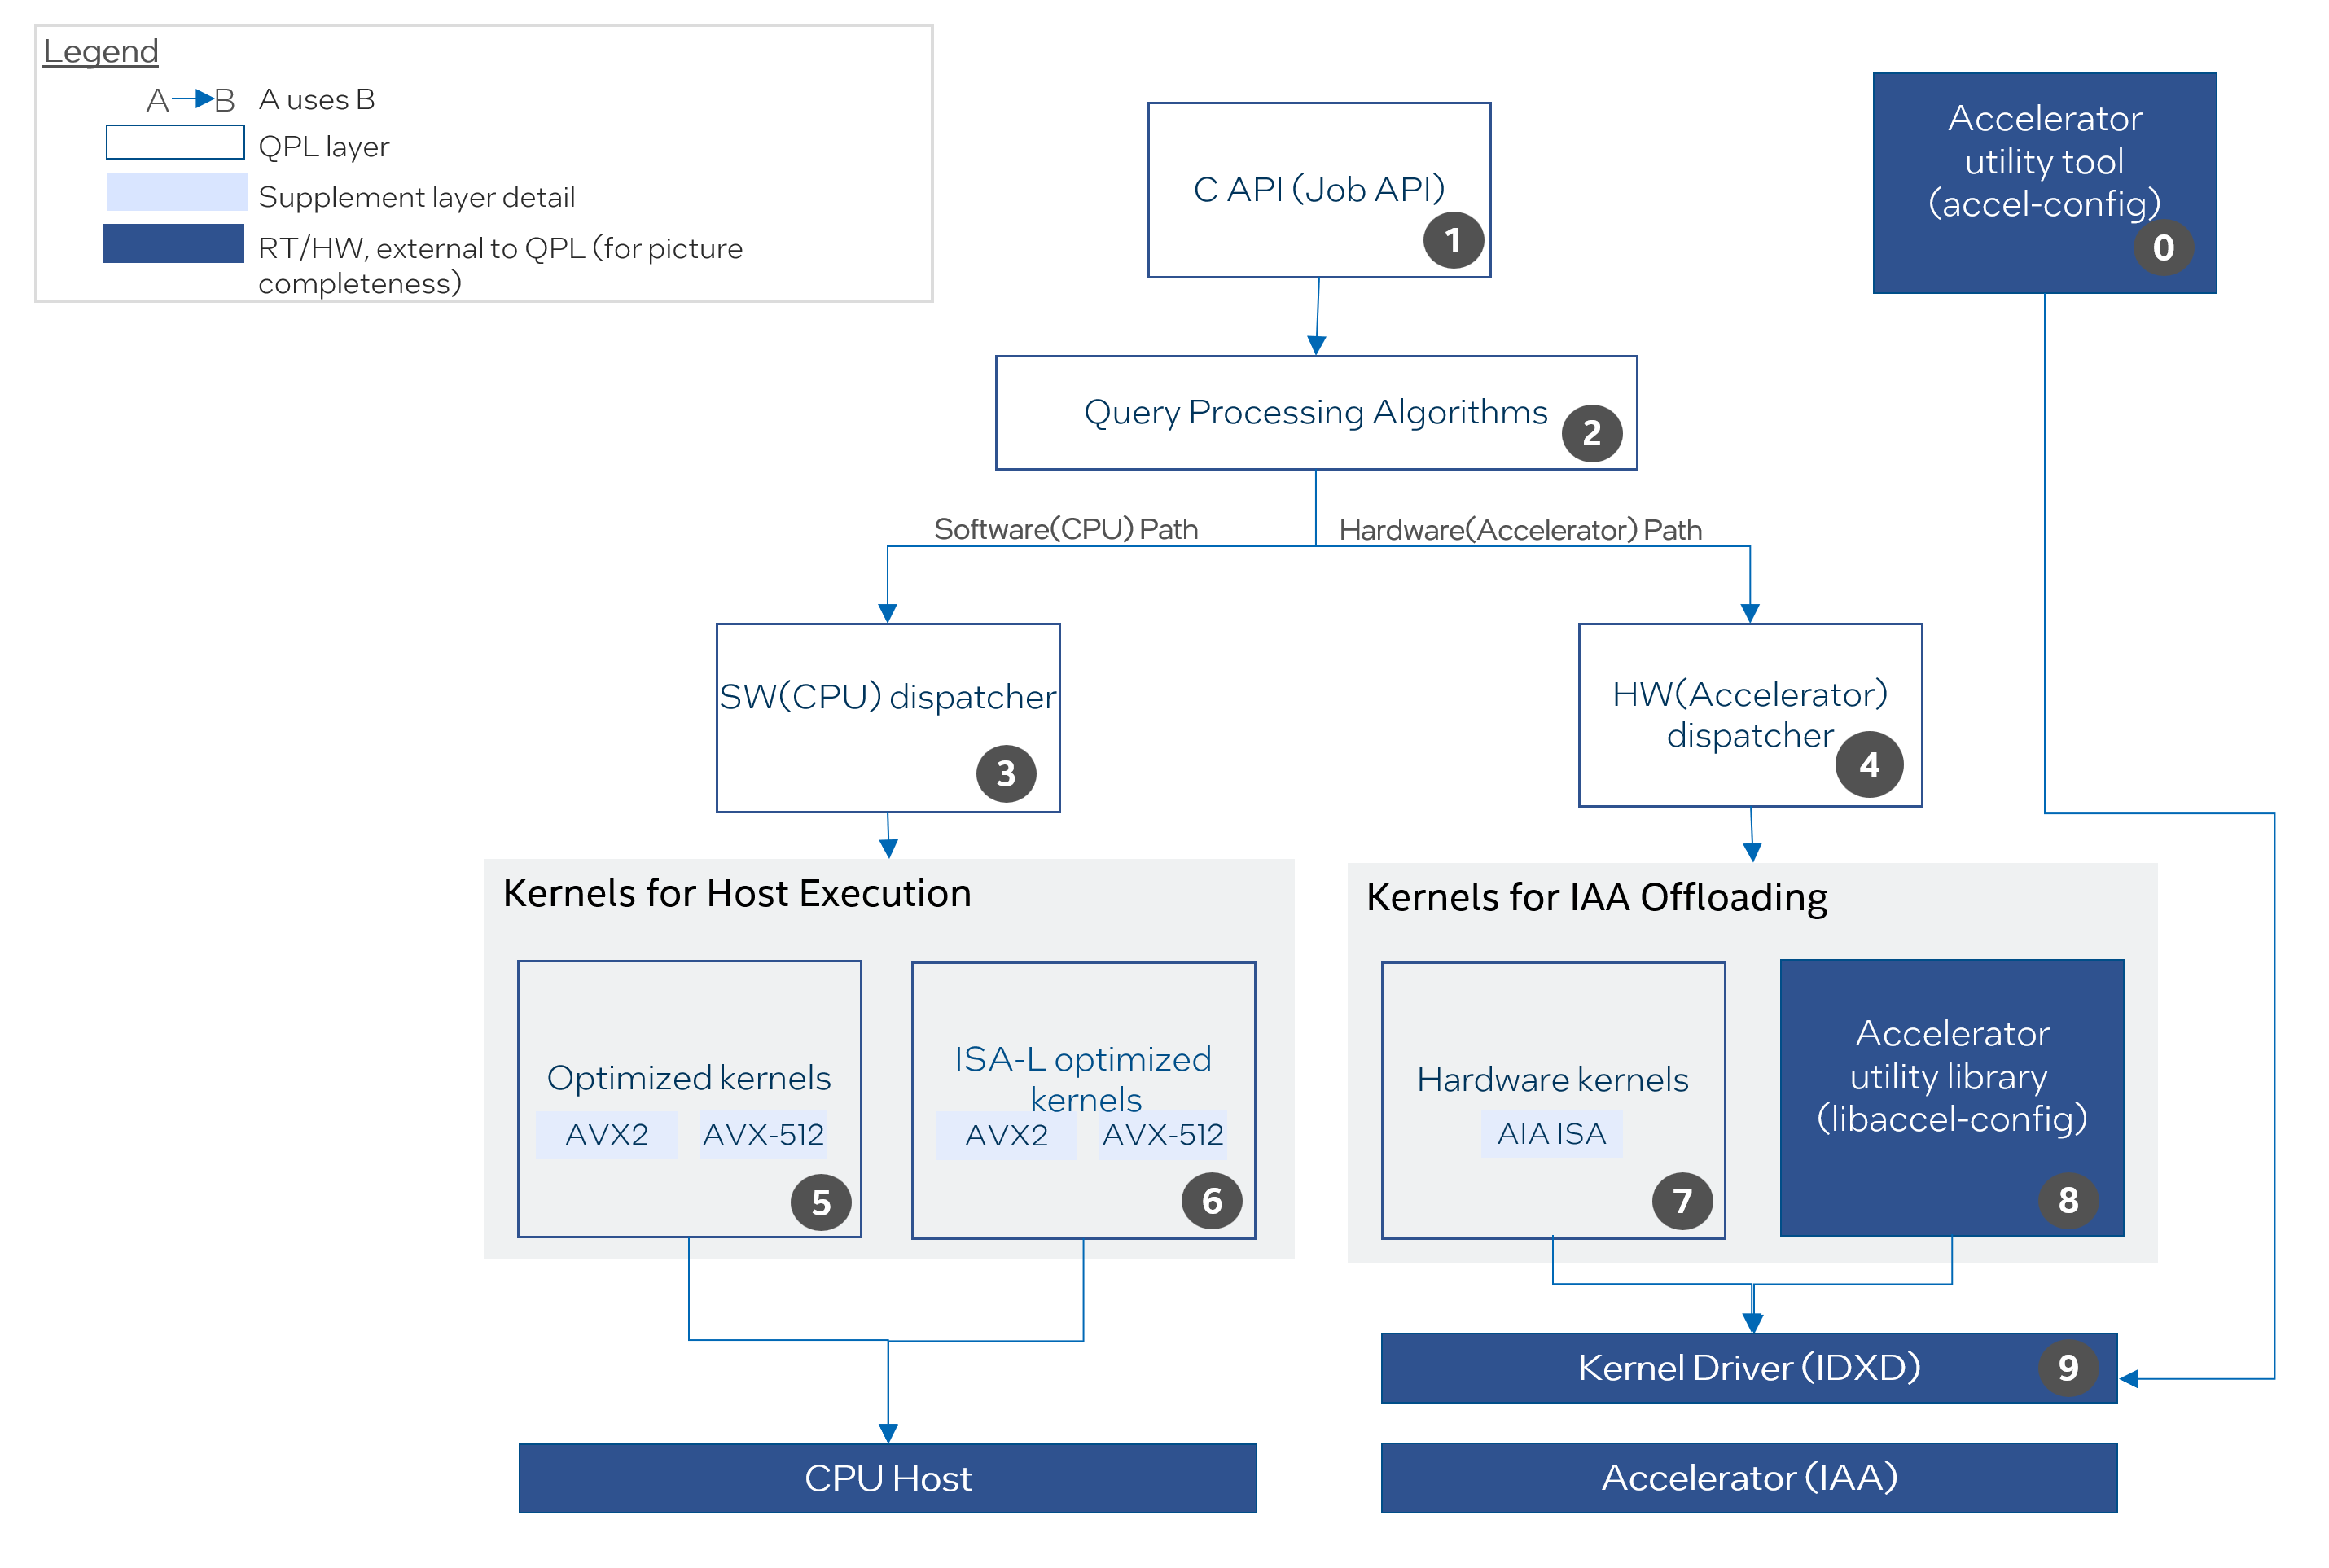 Legend
A B A uses B
QPL layer
Supplement layer detail
RT/HW, external to QPL (for picture
completeness)
C API (Job API)
1
Accelerator
utility tool
(accel-config)
0
Query Processing Algorithms
2
Software(CPU) Path
Hardware(Accelerator) Path
SW(CPU) dispatcher
3
HW(Accelerator)
dispatcher
4
Kernels for Host Execution
Optimized kernels
AVX2 AVX-512
5
ISA-L optimized
kernels
AVX2 AVX-512
6
Kernels for IAA Offloading
Hardware kernels
AIA ISA
7
Accelerator
utility library
(libaccel-config)
8
Kernel Driver (IDXD)
9
CPU Host
Accelerator (IAA)